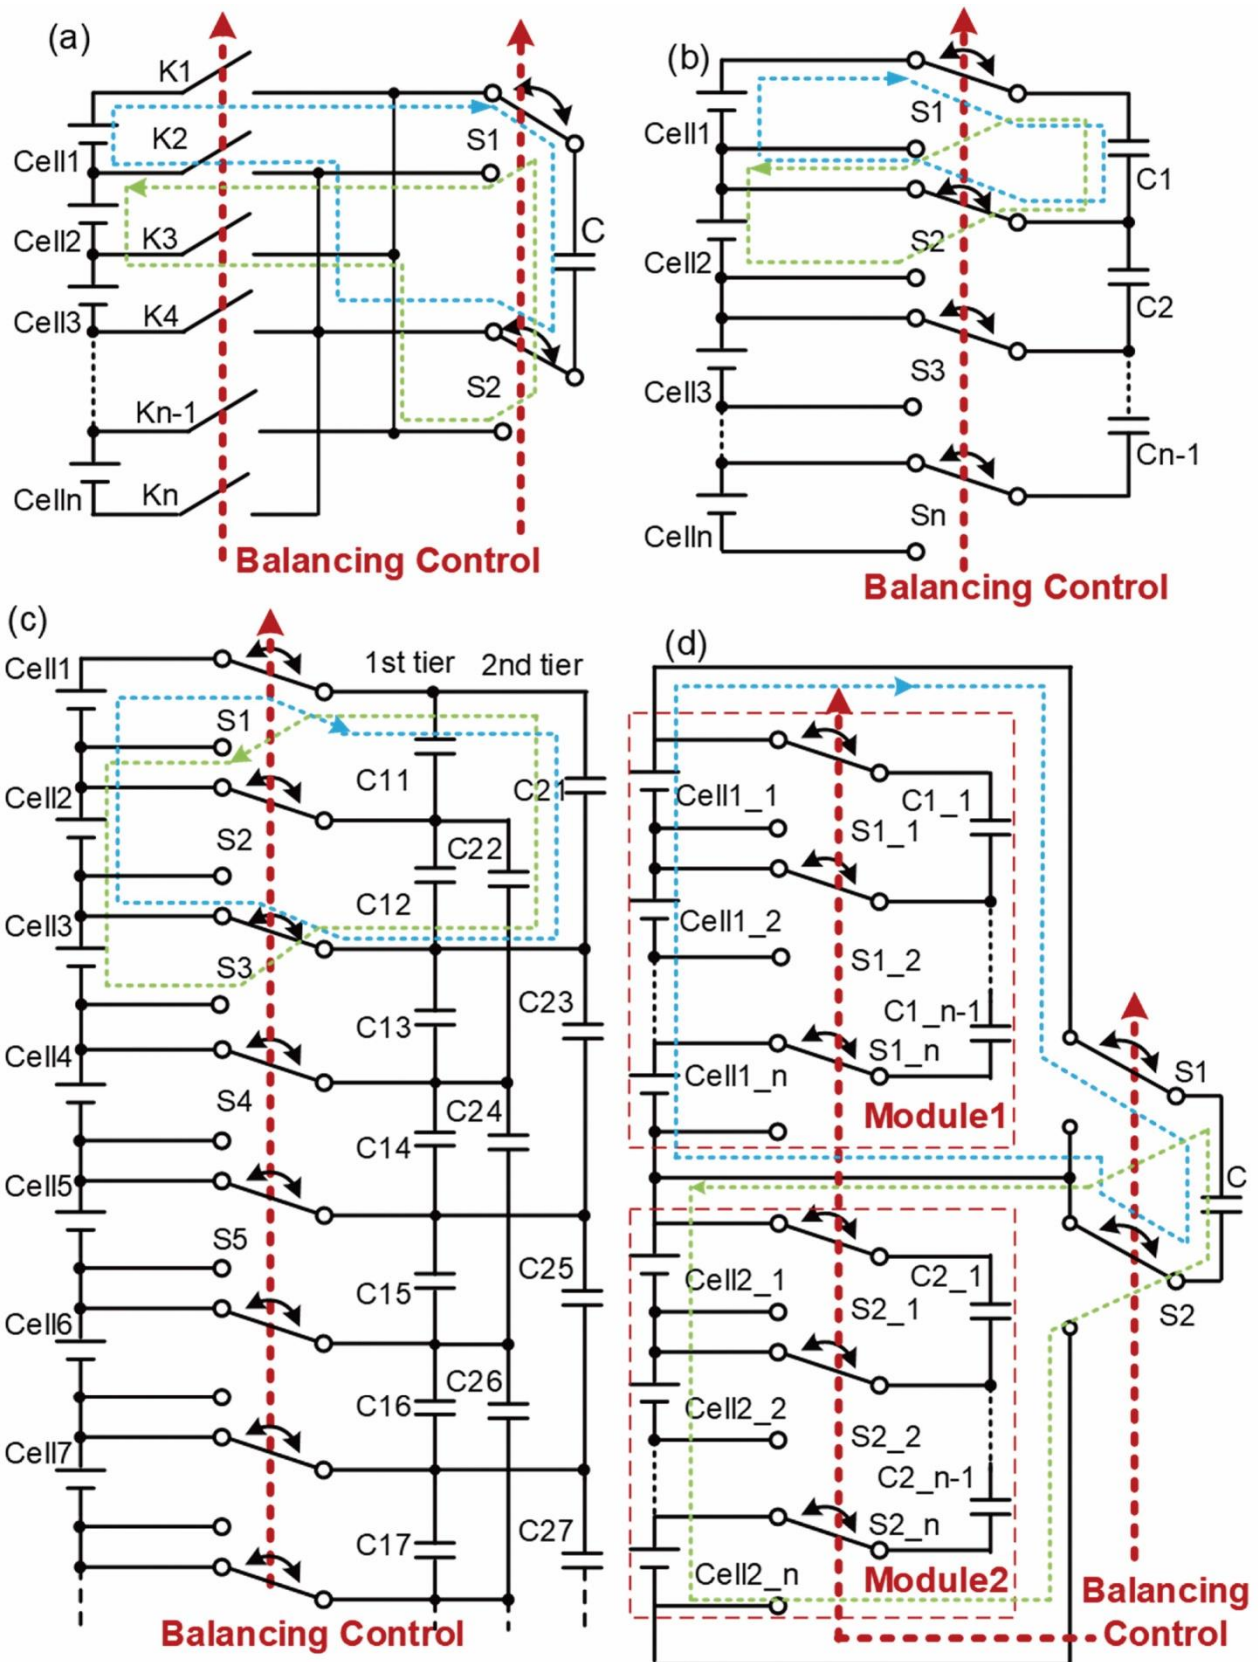 (a)
K1
K2
Cell1
S1
K3
Cell2
C
K4
Cell3
S2
Kn-1
Kn
Celln
Balancing Control
(b)
S1
Cell1
C1
S2
Cell2
C2
S3
Cell3
Cn-1
Sn
Celln
Balancing Control
(c)
Cell1
1st tier
2nd tier
S1
C11
C21
Cell2
S2
C22
C12
Cell3
S3
C23
C13
Cell4
S4
C24
C14
Cell5
S5
C25
C15
Cell6
C26
C16
Cell7
C27
C17
Balancing Control
(d)
Cell1_1
C1_1
S1_1
Cell1_2
S1_2
C1_n-1
S1_n
Cell1_n
Module1
S1
C
S2
Cell2_1
C2_1
S2_1
Cell2_2
S2_2
C2_n-1
S2_n
Cell2_n
Module2
Balancing
Control